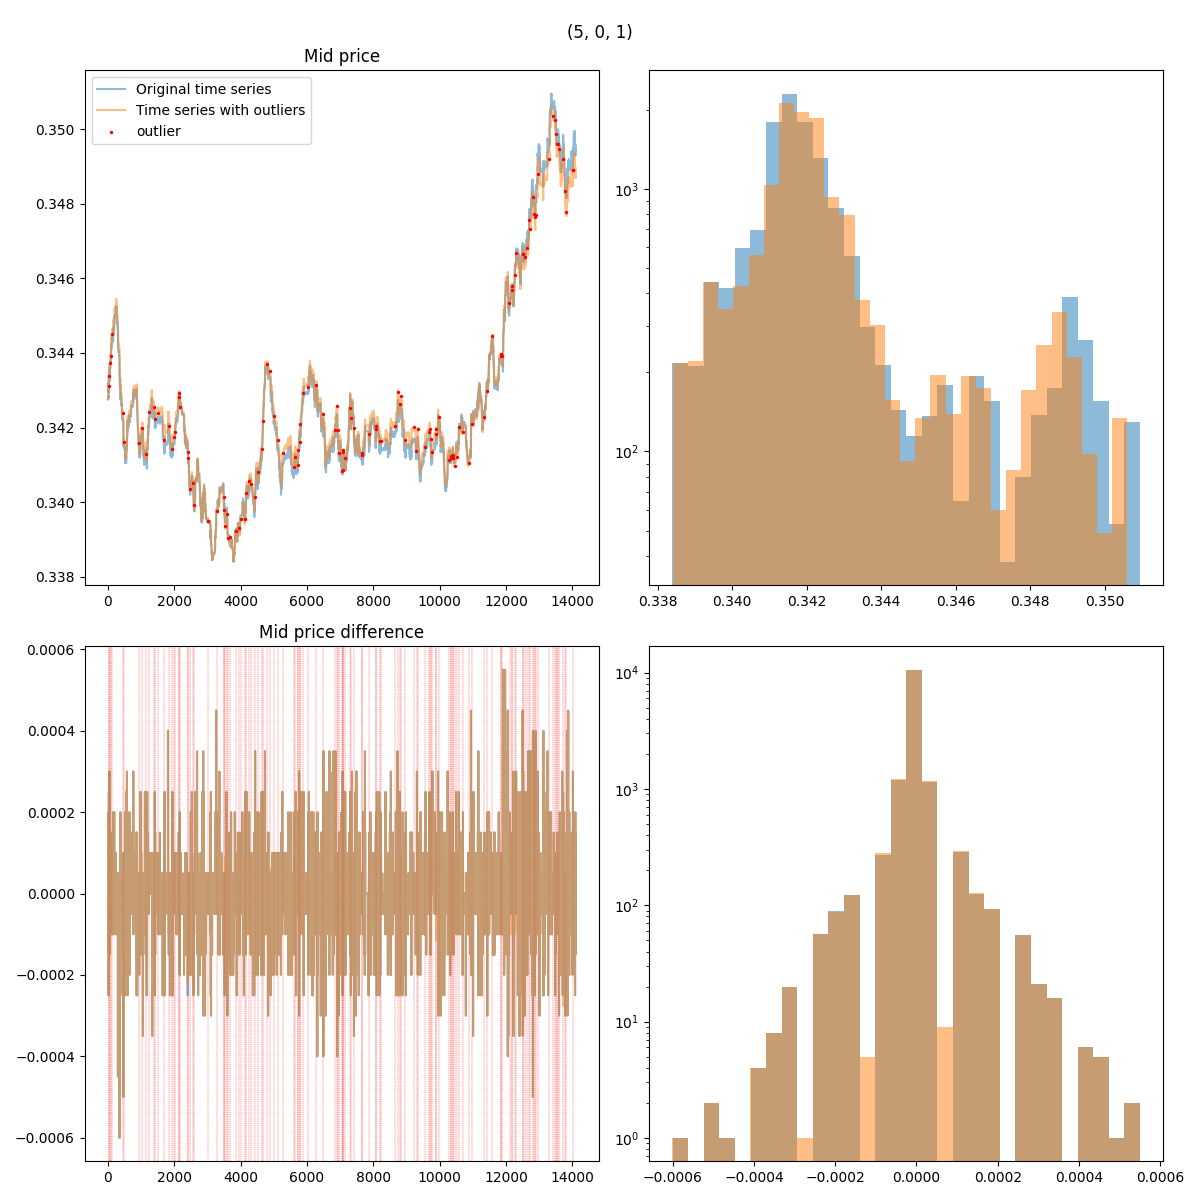 (5, 0, 1)
Mid price
Original time series
Time series with outliers
outlier
0.350
0.348
0.346
0.344
0.342
0.340
0.338
0 2000 4000 6000 8000 10000 12000 14000
10³
10²
0.338 0.340 0.342 0.344 0.346 0.348 0.350
Mid price difference
0.0006
0.0004
0.0002
0.0000
−0.0002
−0.0004
−0.0006
0 2000 4000 6000 8000 10000 12000 14000
10⁴
10³
10²
10¹
10⁰
−0.0006 −0.0004 −0.0002 0.0000 0.0002 0.0004 0.0006